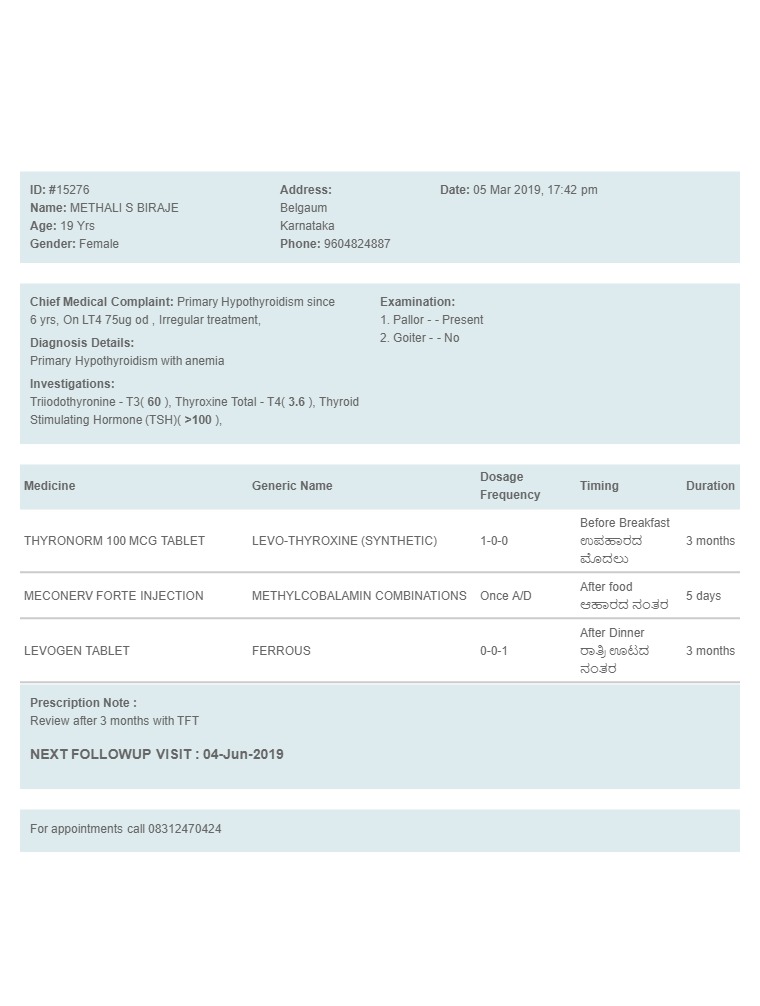 ID: #15276
Name: METHALI S BIRAJE
Age: 19 Yrs
Gender: Female
Address:
Belgaum
Karnataka
Phone: 9604824887
Date: 05 Mar 2019, 17:42 pm
Chief Medical Complaint: Primary Hypothyroidism since
6 yrs, On LT4 75ug od , Irregular treatment,
Diagnosis Details:
Primary Hypothyroidism with anemia
Investigations:
Triiodothyronine - T3( 60 ), Thyroxine Total - T4( 3.6 ), Thyroid
Stimulating Hormone (TSH)( >100 ),
Examination:
1. Pallor - - Present
2. Goiter - - No
Medicine Generic Name Dosage Frequency Timing Duration
THYRONORM 100 MCG TABLET LEVO-THYROXINE (SYNTHETIC) 1-0-0 Before Breakfast 3 months
ಉಪಹಾರದ
ಮೊದಲು
MECONERV FORTE INJECTION METHYLCOBALAMIN COMBINATIONS Once A/D After food 5 days
ಆಹಾರದ ನಂತರ
LEVOGEN TABLET FERROUS 0-0-1 After Dinner 3 months
ರಾತ್ರಿ ಊಟದ
ನಂತರ
Prescription Note :
Review after 3 months with TFT
NEXT FOLLOWUP VISIT : 04-Jun-2019
For appointments call 08312470424